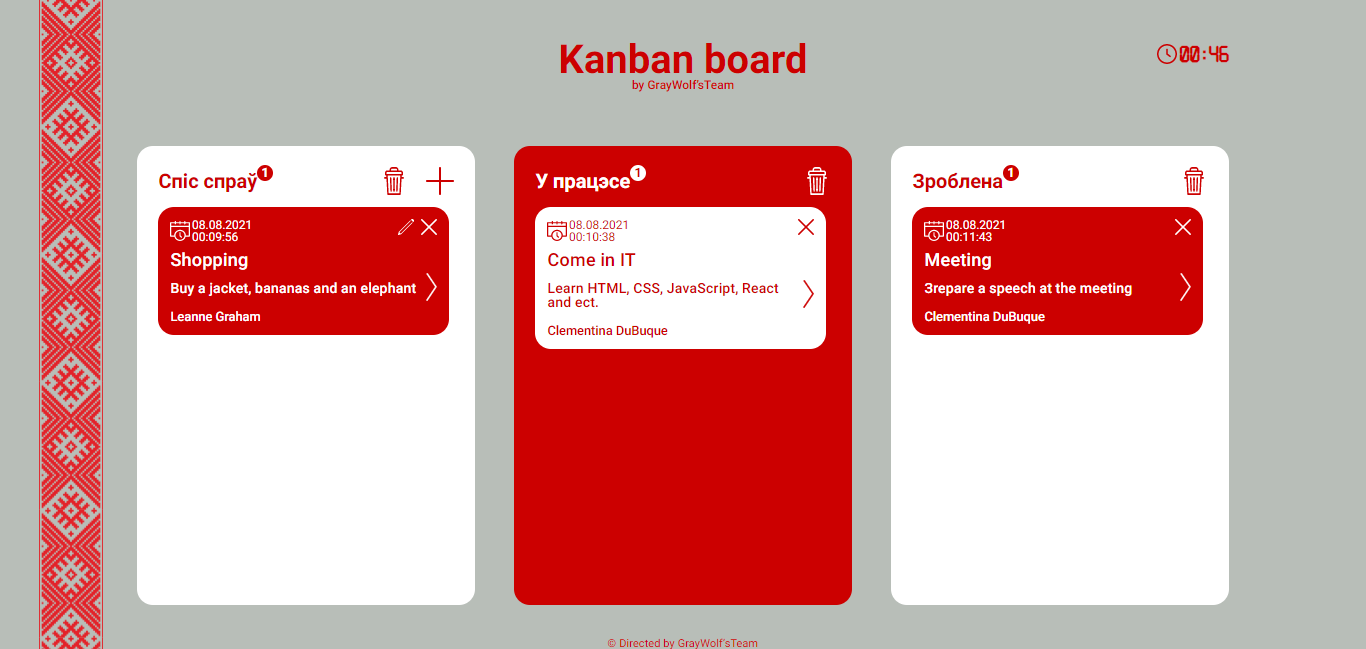 Kanban board
by GrayWolf'sTeam
00:46
Спіс спраў 1
08.08.2021
00:09:56
Shopping
Buy a jacket, bananas and an elephant
Leanne Graham
У працэсе 1
08.08.2021
00:10:38
Come in IT
Learn HTML, CSS, JavaScript, React
and ect.
Clementina DuBuque
Зроблена 1
08.08.2021
00:11:43
Meeting
Зrepare a speech at the meeting
Clementina DuBuque
© Directed by GrayWolf'sTeam